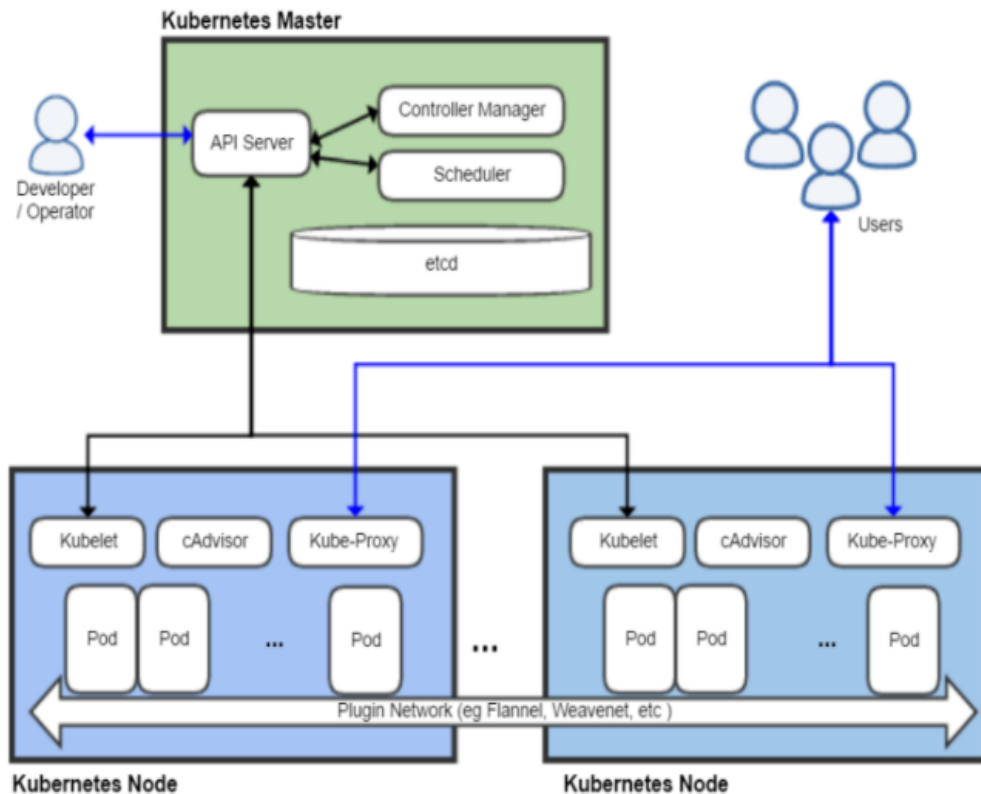 Kubernetes Master
Controller Manager
API Server
Scheduler
etcd
Developer
/ Operator
Users
Kubelet
cAdvisor
Kube-Proxy
Kubelet
cAdvisor
Kube-Proxy
Pod
Pod
...
Pod
...
Pod
Pod
...
Pod
Plugin Network (eg Flannel, Weavenet, etc )
Kubernetes Node
Kubernetes Node